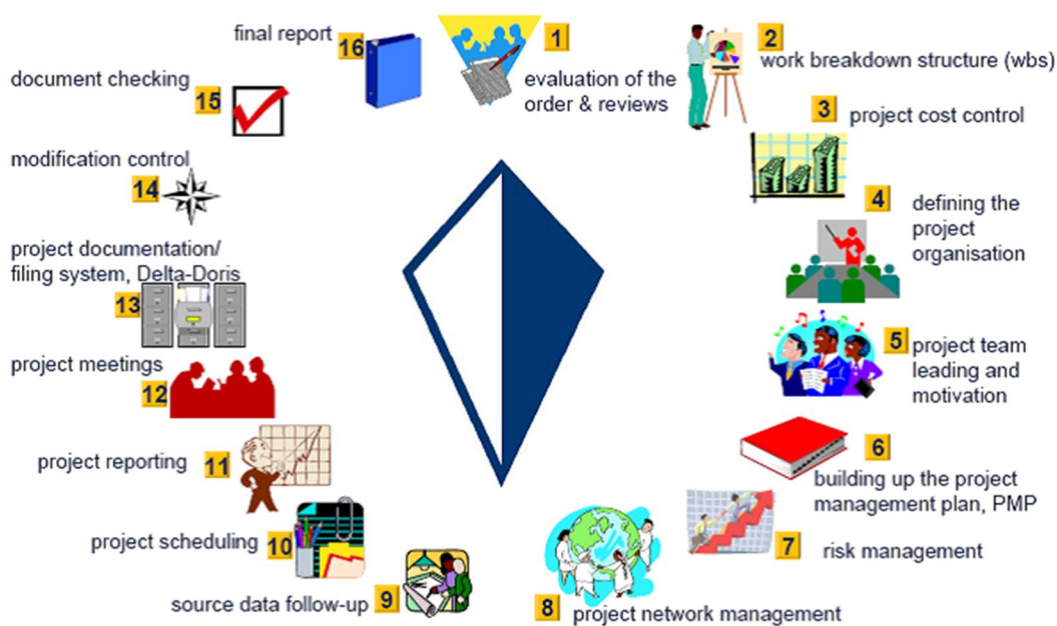 1
evaluation of the
order & reviews
2
work breakdown structure (wbs)
3
project cost control
4
defining the
project
organisation
5
project team
leading and
motivation
6
building up the project
management plan, PMP
7
risk management
8
project network management
9
source data follow-up
10
project scheduling
11
project reporting
12
project meetings
13
project documentation/
filing system, Delta-Doris
14
modification control
15
document checking
16
final report